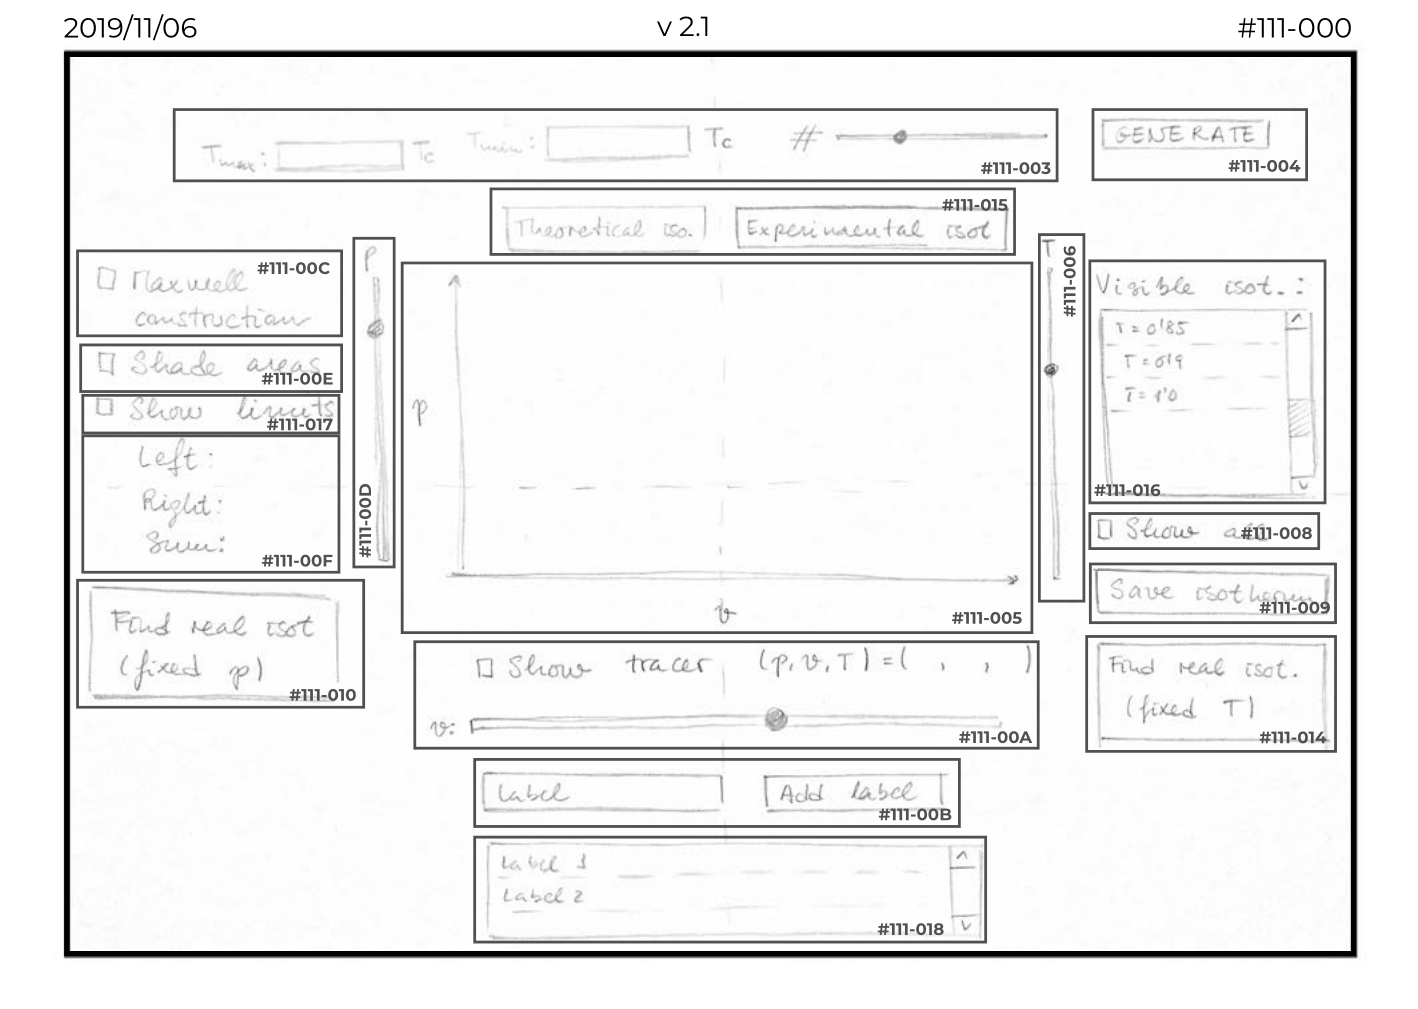 2019/11/06
v 2.1
#111-000
Tmax: Tc Tmin: Tc #
#111-003
GENERATE
#111-004
#111-015
Theoretical iso.
Experimental isot
#111-00C
Maxwell
construction
Shade areas
#111-00E
Show limits
#111-017
Left:
Right:
Sum:
#111-00F
Find real isot
(fixed p)
#111-010
P
#111-00D
p
v
#111-005
T
#111-006
Visible isot.:
T = 0'85
T = 0'9
T = 1'0
#111-016
Show all
#111-008
Save isotherm
#111-009
Find real isot.
(fixed T)
#111-014
Show tracer (p, v, T) = ( , , )
v:
#111-00A
Label
Add label
#111-00B
Label 1
Label 2
#111-018